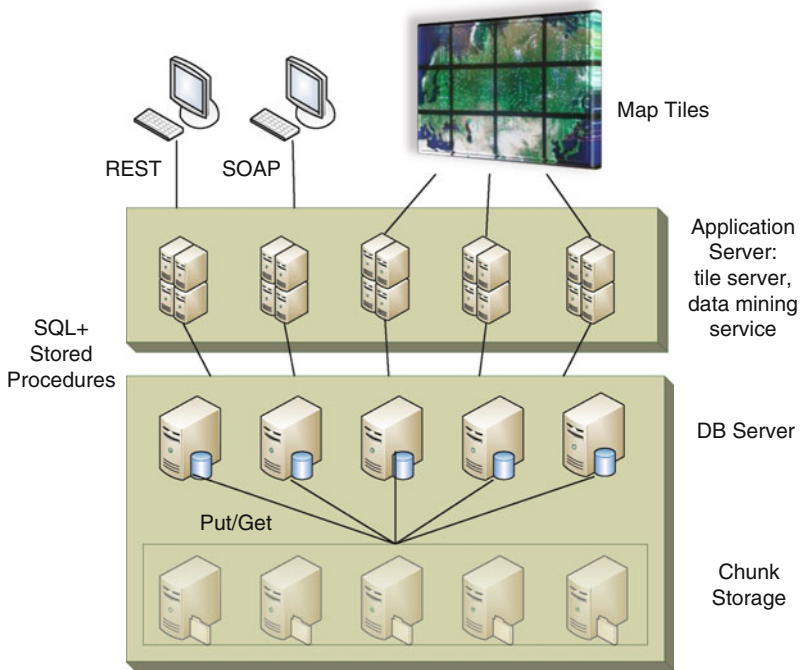 REST
SOAP
Map Tiles
Application
Server:
tile server,
data mining
service
SQL+
Stored
Procedures
DB Server
Put/Get
Chunk
Storage